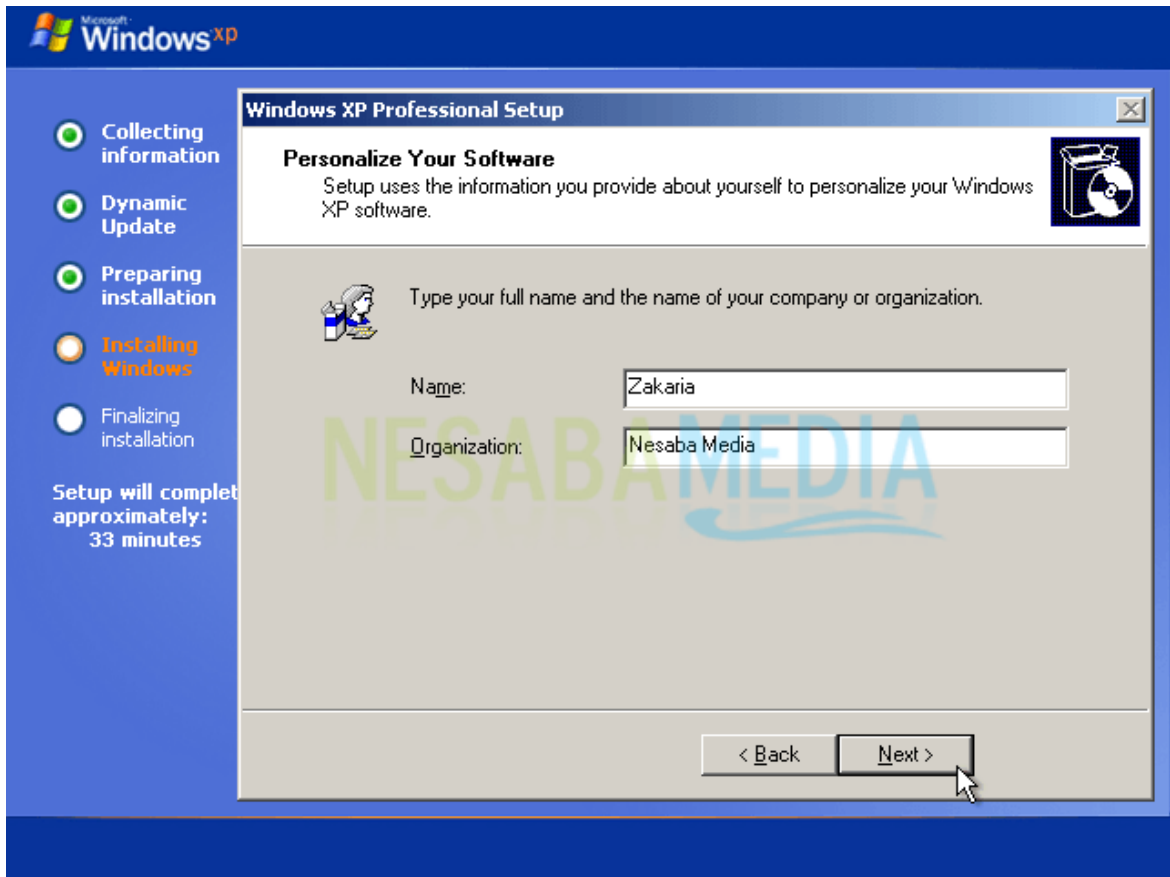 Microsoft
Windows xp
Collecting
information
Dynamic
Update
Preparing
installation
Installing
Windows
Finalizing
installation
Setup will complet
approximately:
33 minutes
Windows XP Professional Setup
Personalize Your Software
Setup uses the information you provide about yourself to personalize your Windows
XP software.
Type your full name and the name of your company or organization.
Name: Zakaria
Organization: Nesaba Media
NESABAMEDIA
< Back Next >